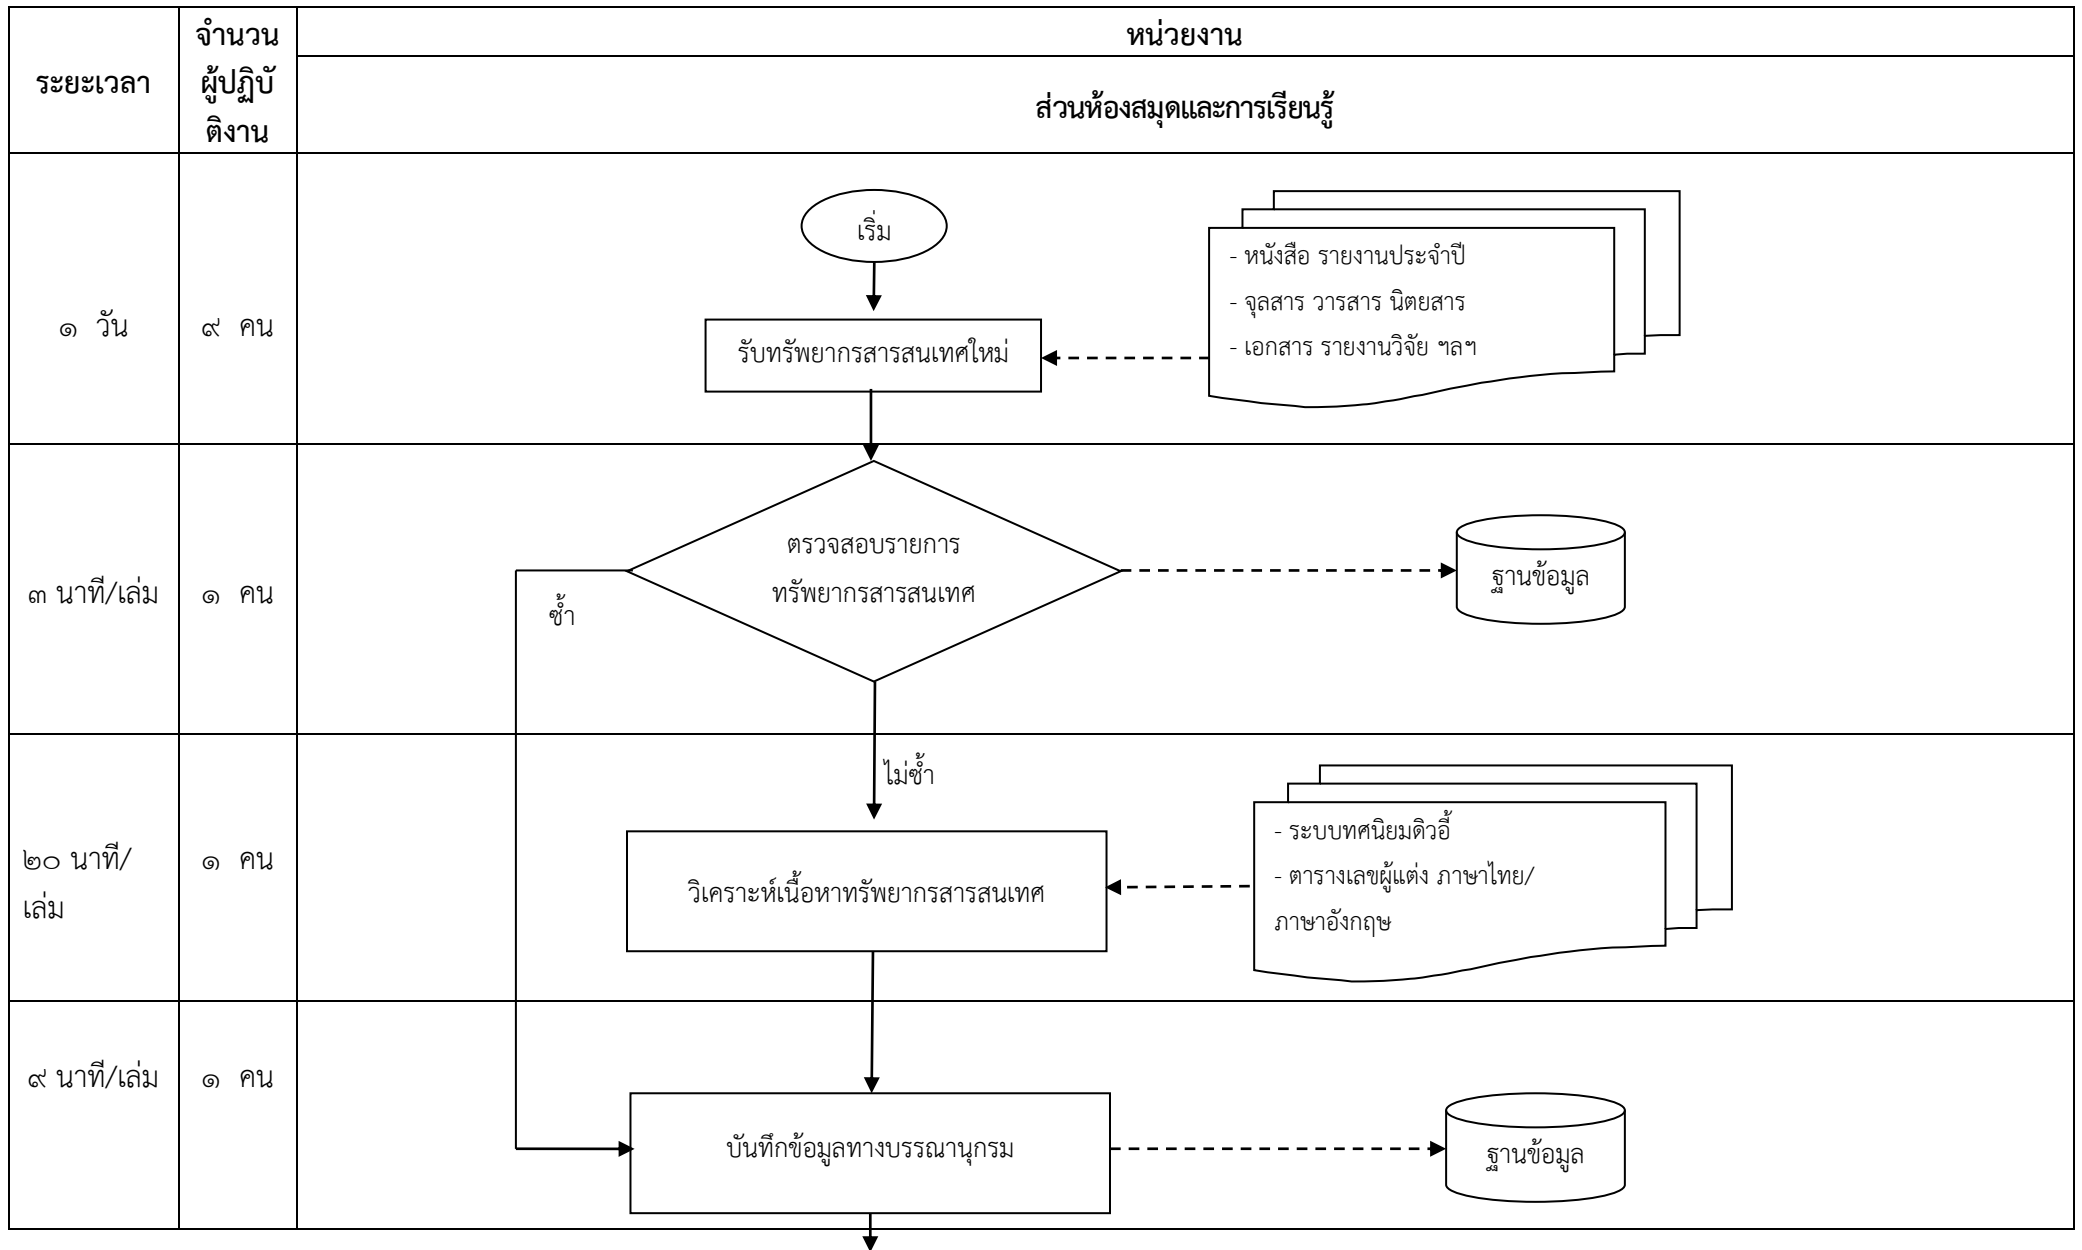 ระยะเวลา
จำนวน
ผู้ปฏิบั
ติงาน
หน่วยงาน
ส่วนห้องสมุดและการเรียนรู้
๑ วัน
๙ คน
เริ่ม
รับทรัพยากรสารสนเทศใหม่
- หนังสือ รายงานประจำปี
- จุลสาร วารสาร นิตยสาร
- เอกสาร รายงานวิจัย ฯลฯ
๓ นาที/เล่ม
๑ คน
ตรวจสอบรายการ
ทรัพยากรสารสนเทศ
ซ้ำ
ฐานข้อมูล
๒๐ นาที/
เล่ม
๑ คน
ไม่ซ้ำ
วิเคราะห์เนื้อหาทรัพยากรสารสนเทศ
- ระบบทศนิยมดิวอี้
- ตารางเลขผู้แต่ง ภาษาไทย/
ภาษาอังกฤษ
๙ นาที/เล่ม
๑ คน
บันทึกข้อมูลทางบรรณานุกรม
ฐานข้อมูล